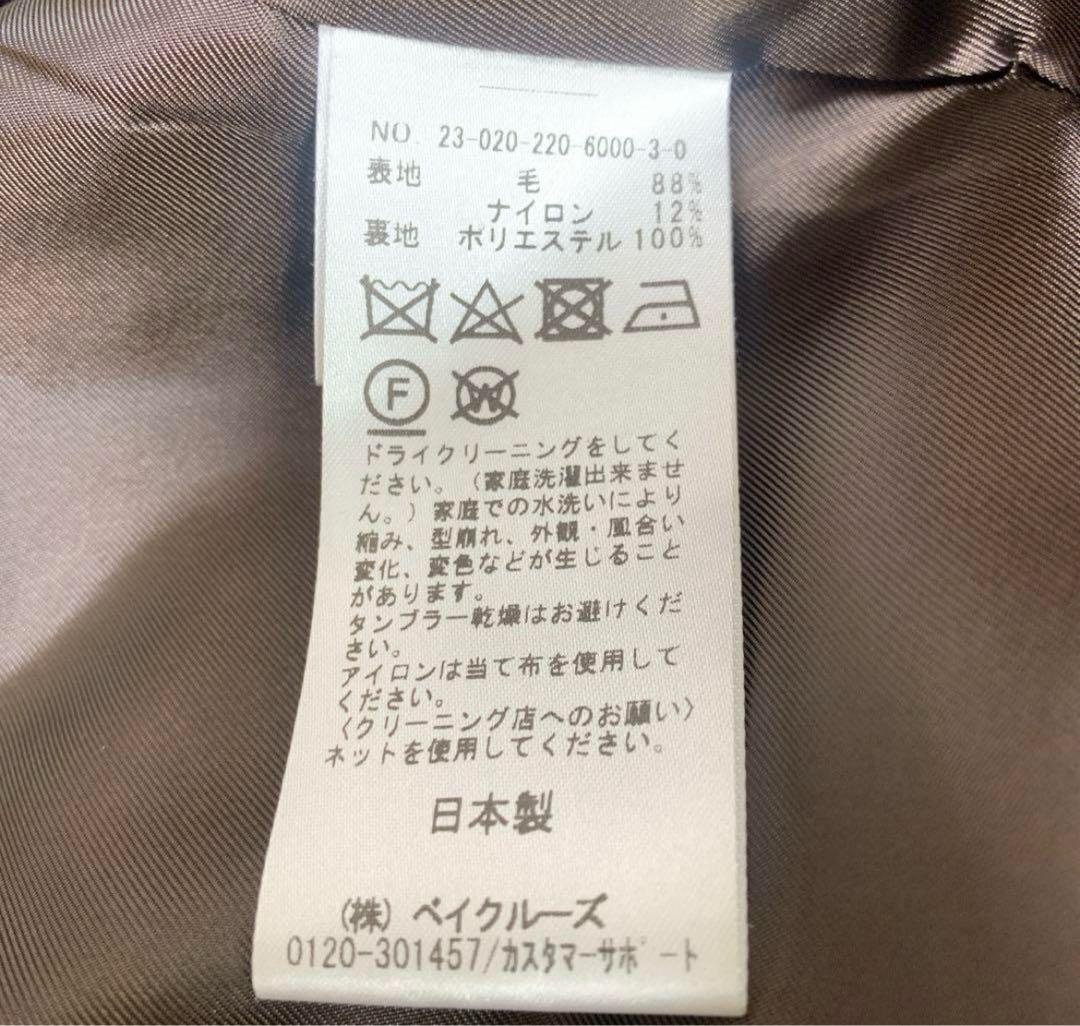 NO. 23-020-220-6000-3-0
表地 毛 88%
ナイロン 12%
裏地 ポリエステル 100%
F W
ドライクリーニングをしてく
ださい。（家庭洗濯出来ませ
ん。）家庭での水洗いにより
縮み、型崩れ、外観・風合い
変化、変色などが生じること
があります。
タンブラー乾燥はお避けくだ
さい。
アイロンは当て布を使用して
ください。
〈クリーニング店へのお願い〉
ネットを使用してください。
日本製
(株) ベイクルーズ
0120-301457/カスタマーサポート